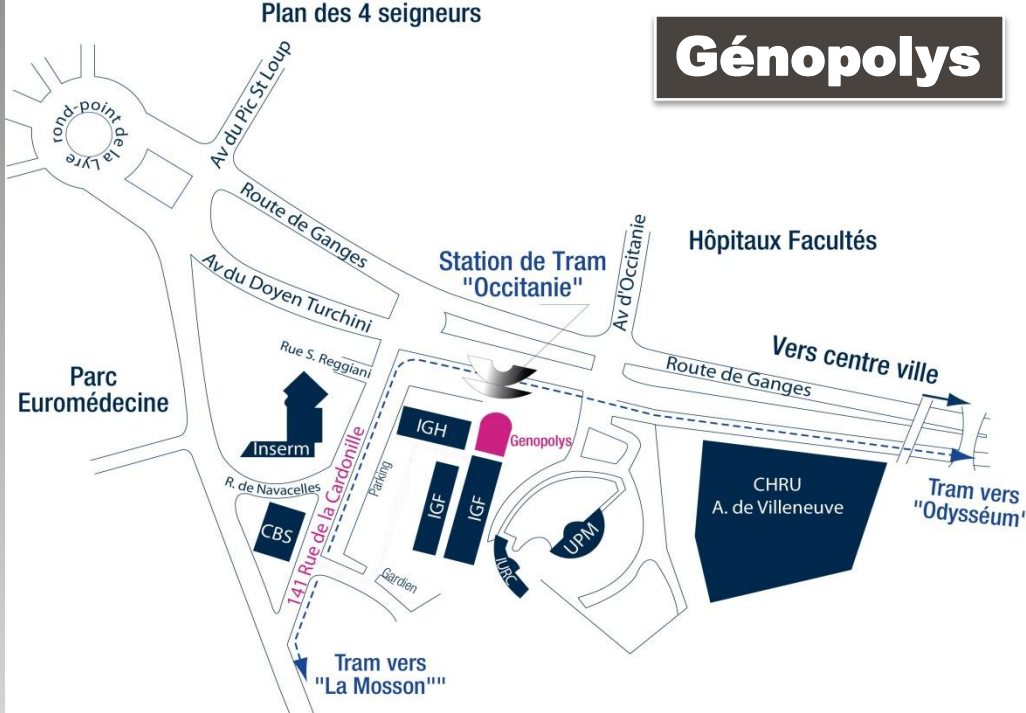 Plan des 4 seigneurs
Génopolys
rond-point de la Lyre
Av du Pic St Loup
Route de Ganges
Av d'Occitanie
Hôpitaux Facultés
Station de Tram
"Occitanie"
Av du Doyen Turchini
Rue S. Reggiani
Vers centre ville
Route de Ganges
Parc
Euromédecine
Inserm
IGH
Genopolys
Parking
R. de Navacelles
141 Rue de la Cardonille
CBS
IGF
IGF
UPM
IURC
CHRU
A. de Villeneuve
Tram vers
"Odysséum'
Gardien
Tram vers
"La Mosson""